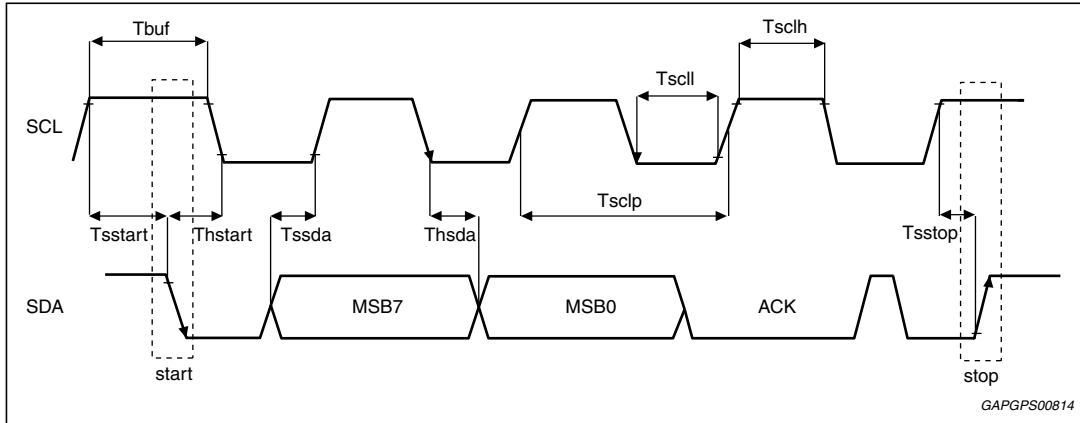 Tbuf
Tsclh
Tscll
SCL
Tsclp
Tsstart
Thstart
Tssda
Thsda
Tsstop
SDA
MSB7
MSB0
ACK
start
stop
GAPGPS00814